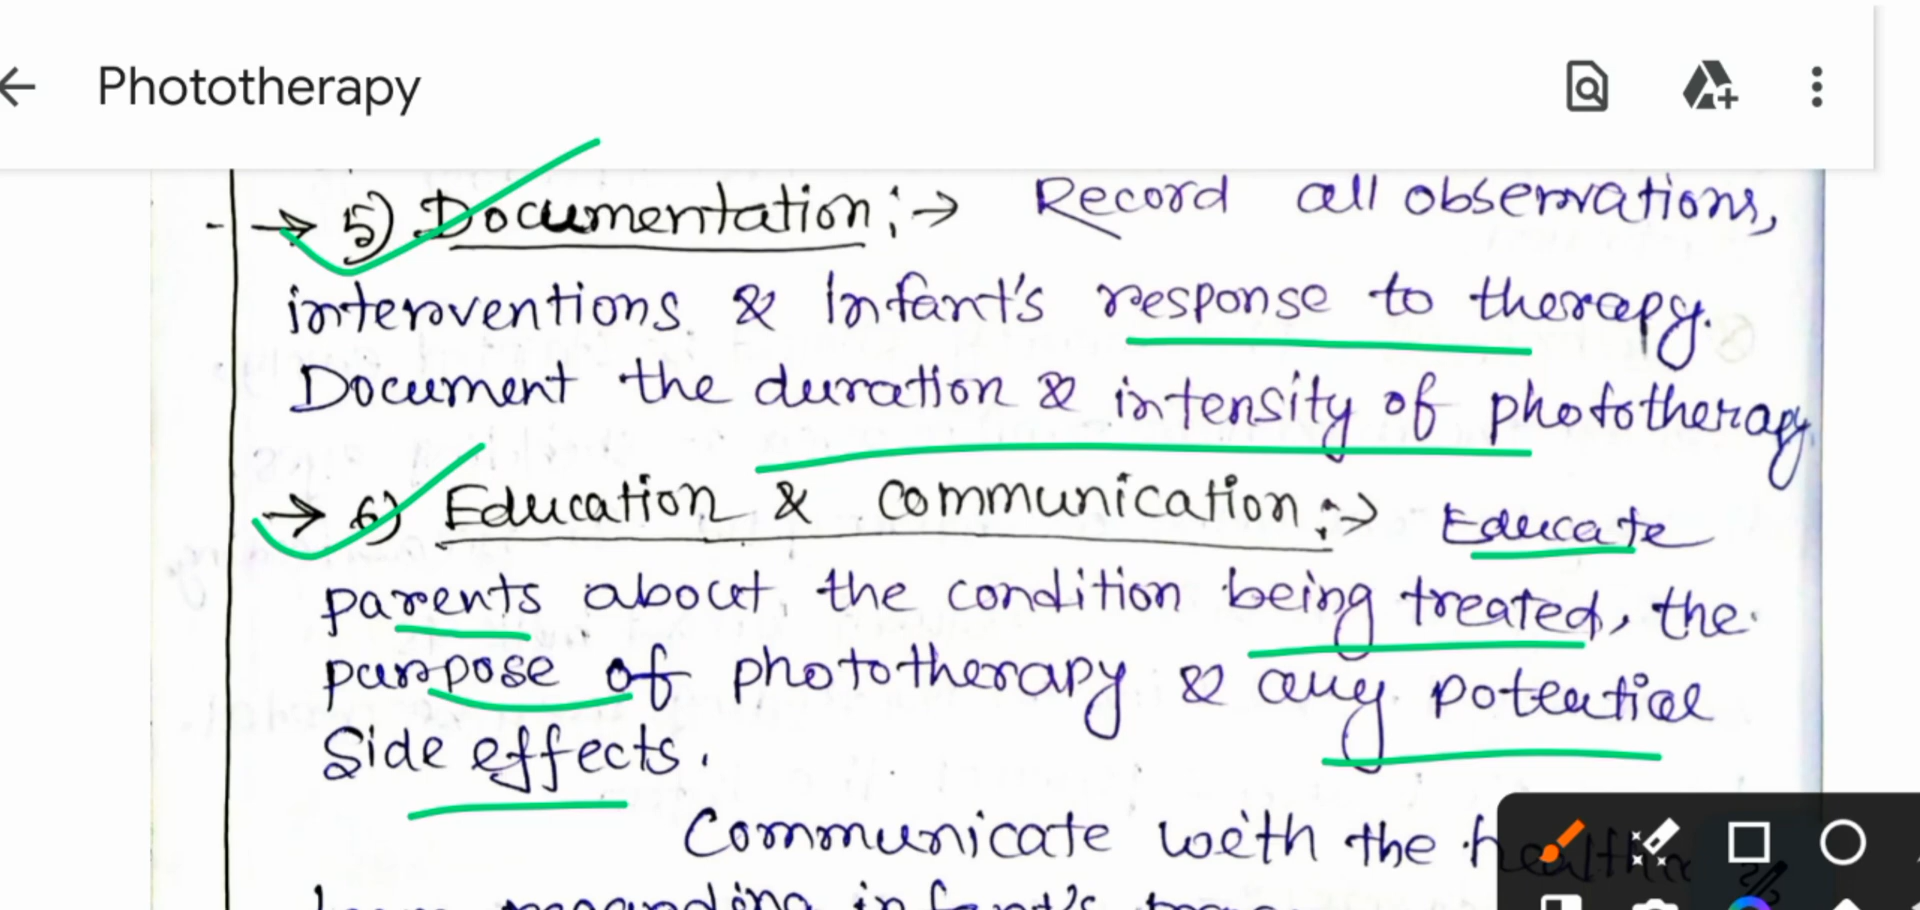 Phototherapy
→ 5) Documentation :→ Record all observations,
interventions & Infant's response to therapy.
Document the duration & intensity of phototherapy.
→ 6) Education & communication :→ Educate
parents about the condition being treated, the
purpose of phototherapy & any potential
Side effects.
Communicate with the
regarding infant's